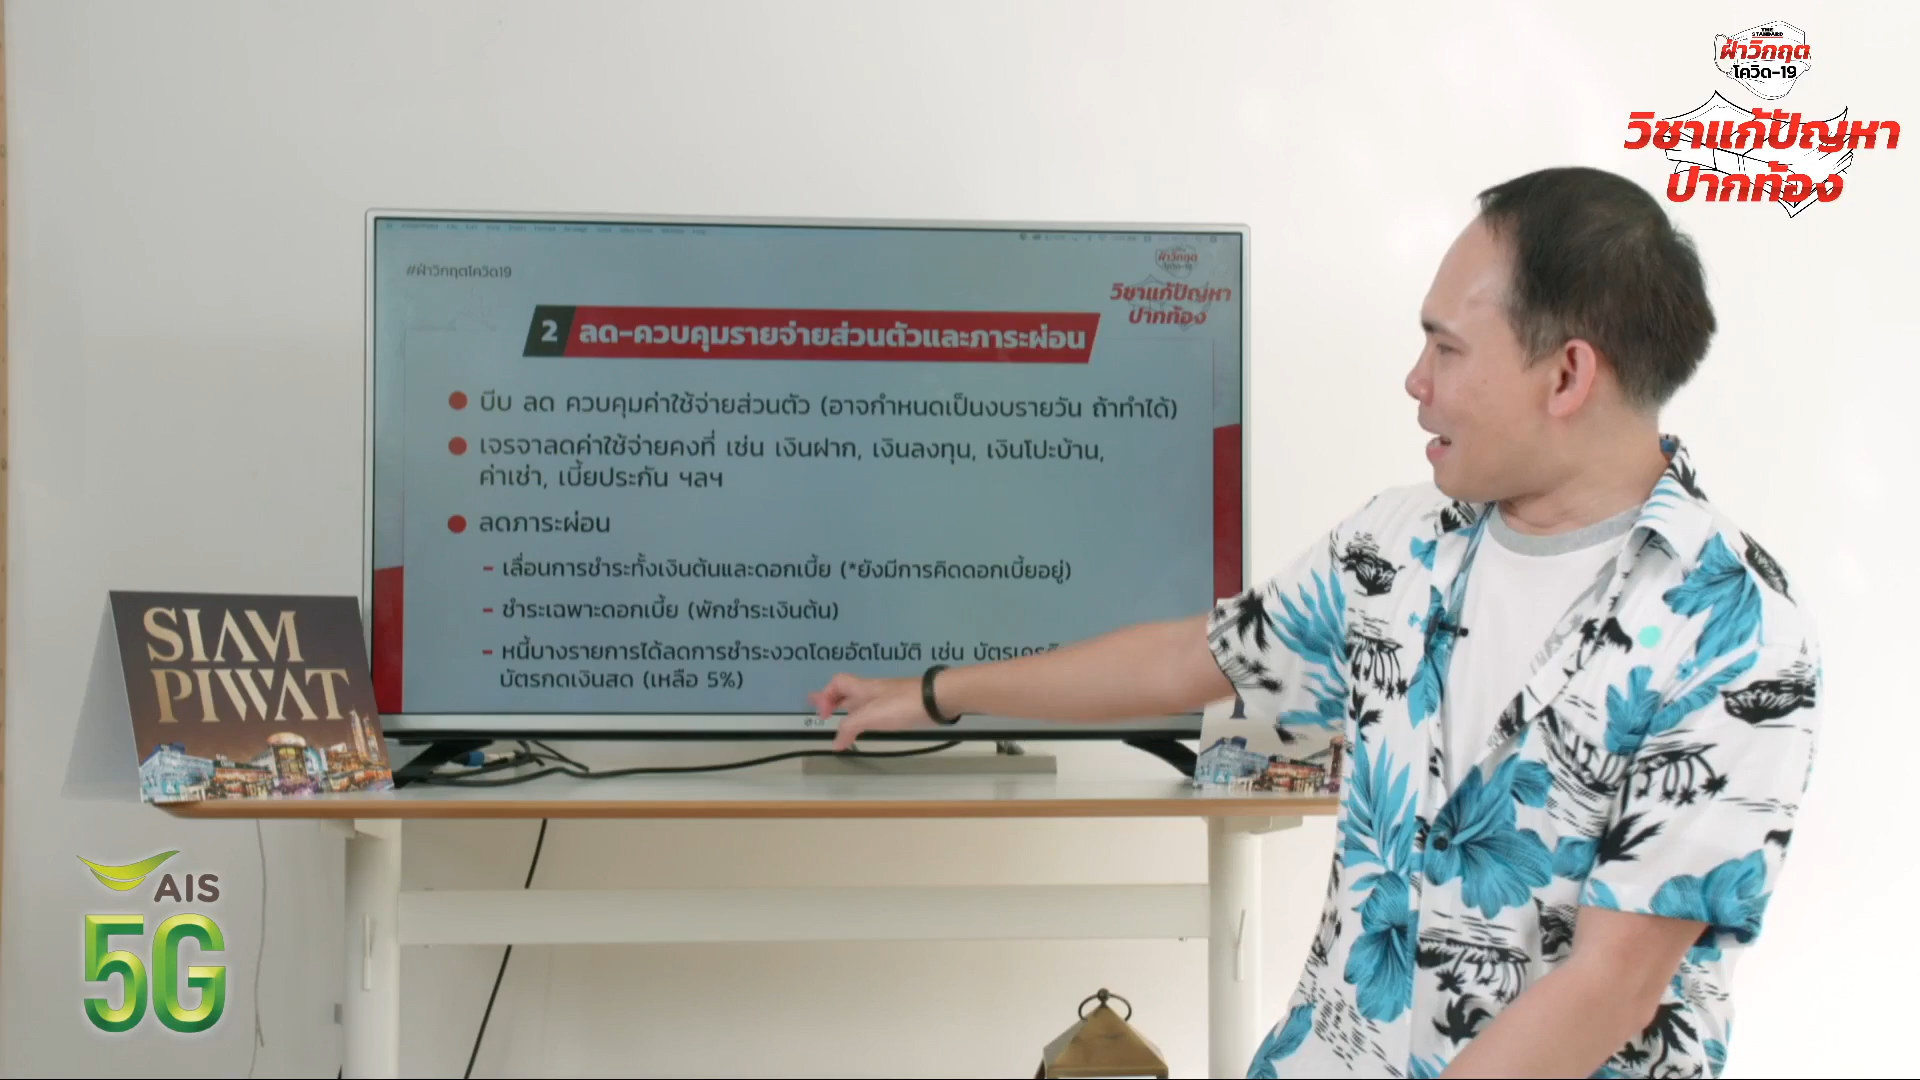 THE STANDARD
ฝ่าวิกฤต
โควิด-19
วิชาแก้ปัญหา
ปากท้อง
#ฝ่าวิกฤตโควิด19
ฝ่าวิกฤต
วิชาแก้ปัญหา
ปากท้อง
2 ลด-ควบคุมรายจ่ายส่วนตัวและภาระผ่อน
บีบ ลด ควบคุมค่าใช้จ่ายส่วนตัว (อาจกำหนดเป็นงบรายวัน ถ้าทำได้)
เจรจาลดค่าใช้จ่ายคงที่ เช่น เงินฝาก, เงินลงทุน, เงินโปะบ้าน,
ค่าเช่า, เบี้ยประกัน ฯลฯ
ลดภาระผ่อน
- เลื่อนการชำระทั้งเงินต้นและดอกเบี้ย (*ยังมีการคิดดอกเบี้ยอยู่)
- ชำระเฉพาะดอกเบี้ย (พักชำระเงินต้น)
- หนี้บางรายการได้ลดการชำระงวดโดยอัตโนมัติ เช่น
บัตรกดเงินสด (เหลือ 5%)
SIAM
PIWAT
AIS
5G